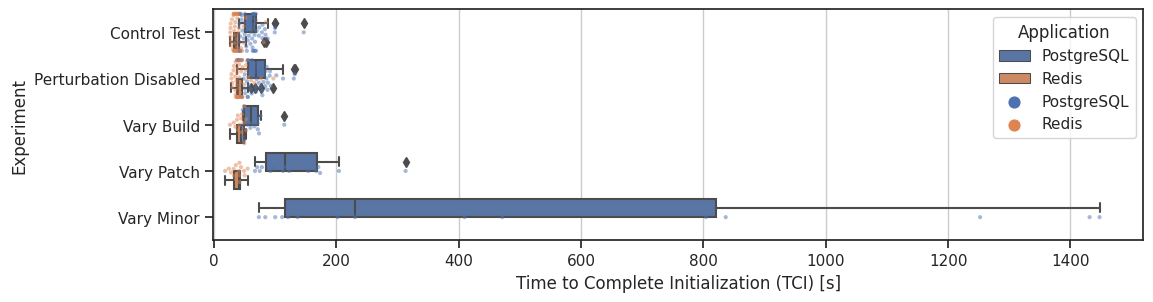 Experiment
Control Test
Perturbation Disabled
Vary Build
Vary Patch
Vary Minor
Application
PostgreSQL
Redis
PostgreSQL
Redis
0 200 400 600 800 1000 1200 1400
Time to Complete Initialization (TCI) [s]